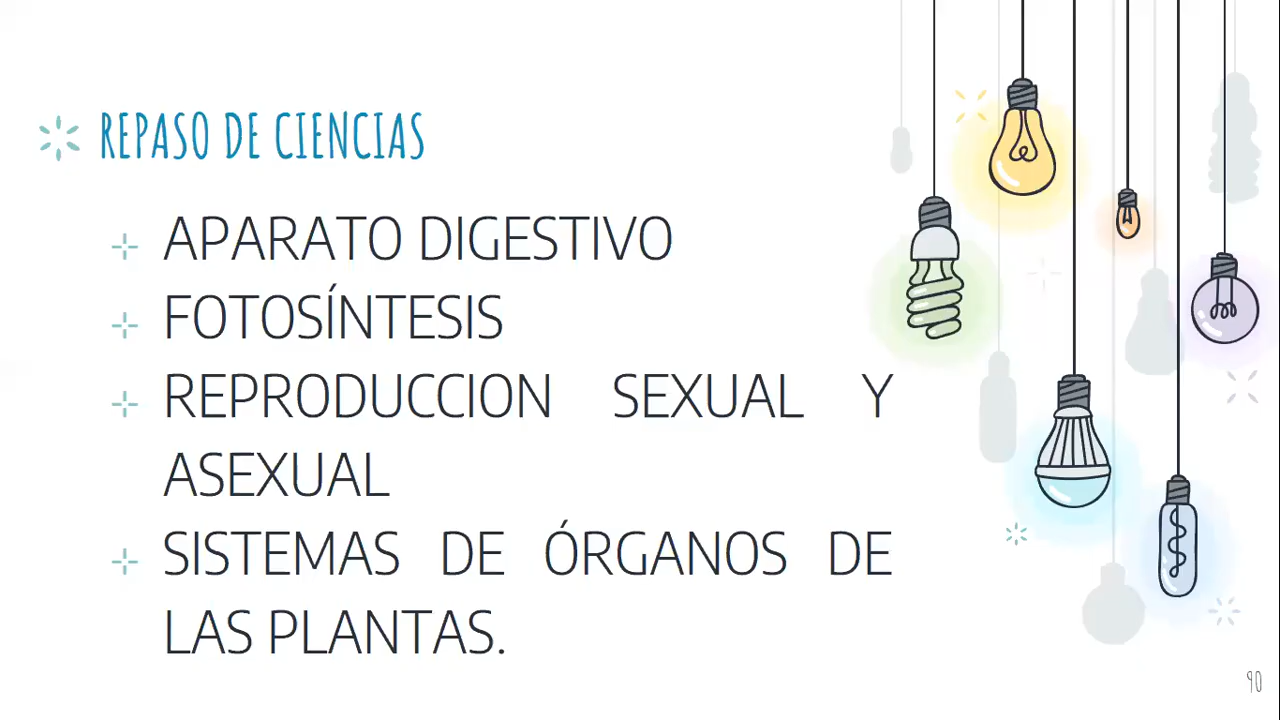 REPASO DE CIENCIAS
APARATO DIGESTIVO
FOTOSÍNTESIS
REPRODUCCION SEXUAL Y
ASEXUAL
SISTEMAS DE ÓRGANOS DE
LAS PLANTAS.
90